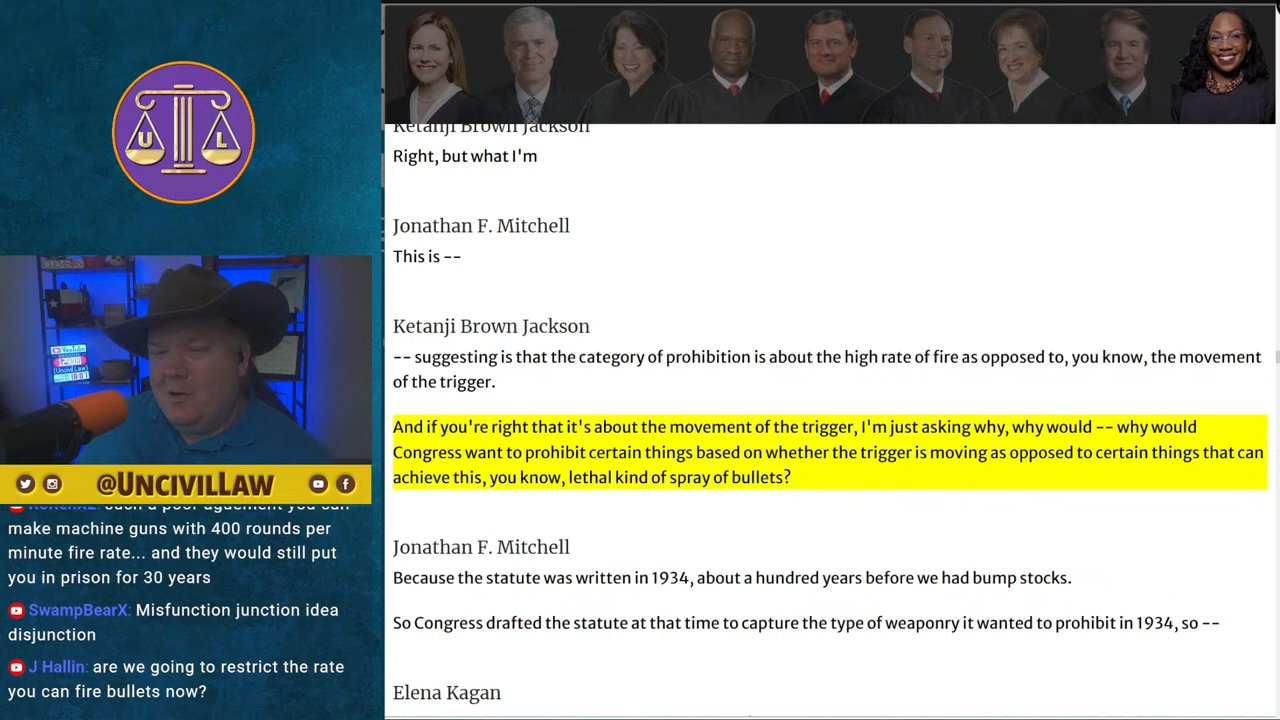 U L
YouTube
@UNCIVILLAW
make machine guns with 400 rounds per
minute fire rate... and they would still put
you in prison for 30 years
SwampBearX: Misfunction junction idea
disjunction
J Hallin: are we going to restrict the rate
you can fire bullets now?
Ketanji Brown Jackson
Right, but what I'm
Jonathan F. Mitchell
This is --
Ketanji Brown Jackson
-- suggesting is that the category of prohibition is about the high rate of fire as opposed to, you know, the movement
of the trigger.
And if you're right that it's about the movement of the trigger, I'm just asking why, why would -- why would
Congress want to prohibit certain things based on whether the trigger is moving as opposed to certain things that can
achieve this, you know, lethal kind of spray of bullets?
Jonathan F. Mitchell
Because the statute was written in 1934, about a hundred years before we had bump stocks.
So Congress drafted the statute at that time to capture the type of weaponry it wanted to prohibit in 1934, so --
Elena Kagan